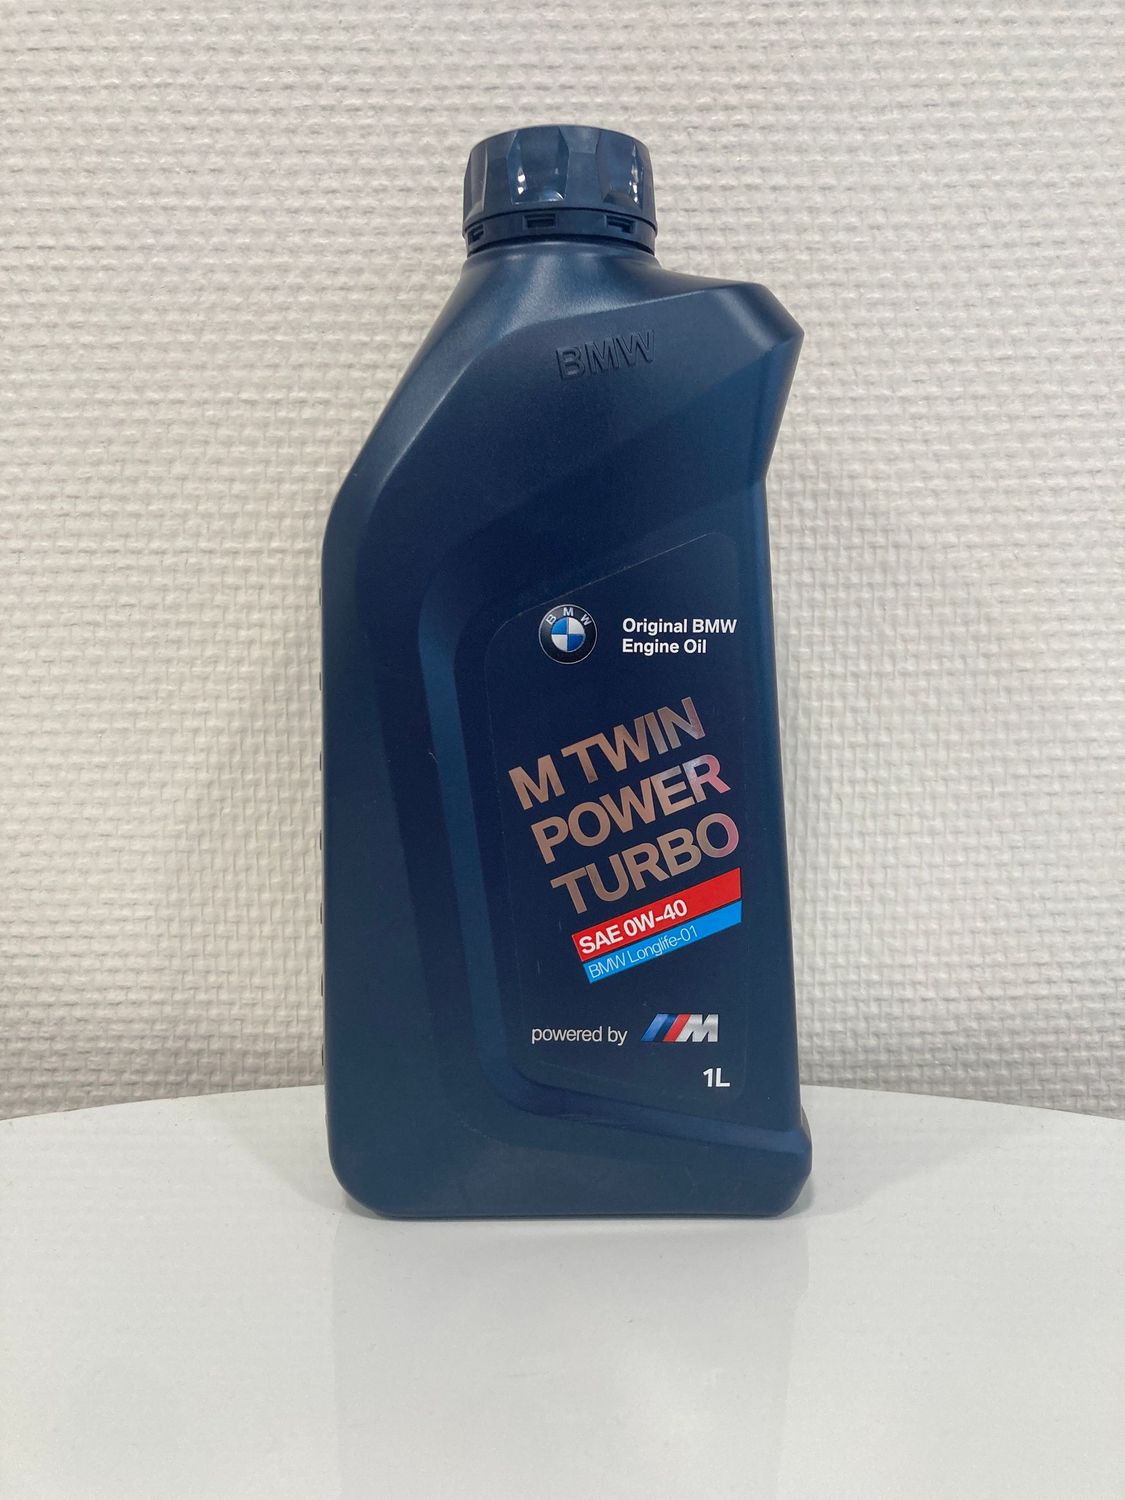 BMW
BMW
Original BMW
Engine Oil
M TWIN
POWER
TURBO
SAE 0W-40
BMW Longlife-01
powered by M
1L